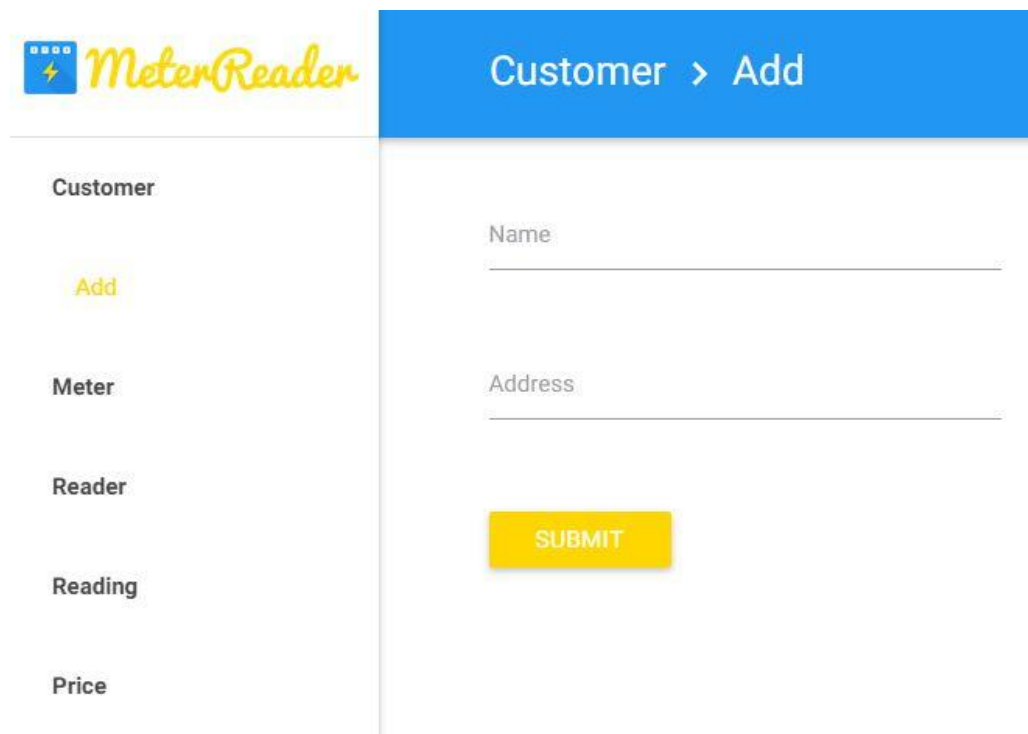 MeterReader
Customer > Add
Customer
Add
Meter
Reader
Reading
Price
Name
Address
SUBMIT